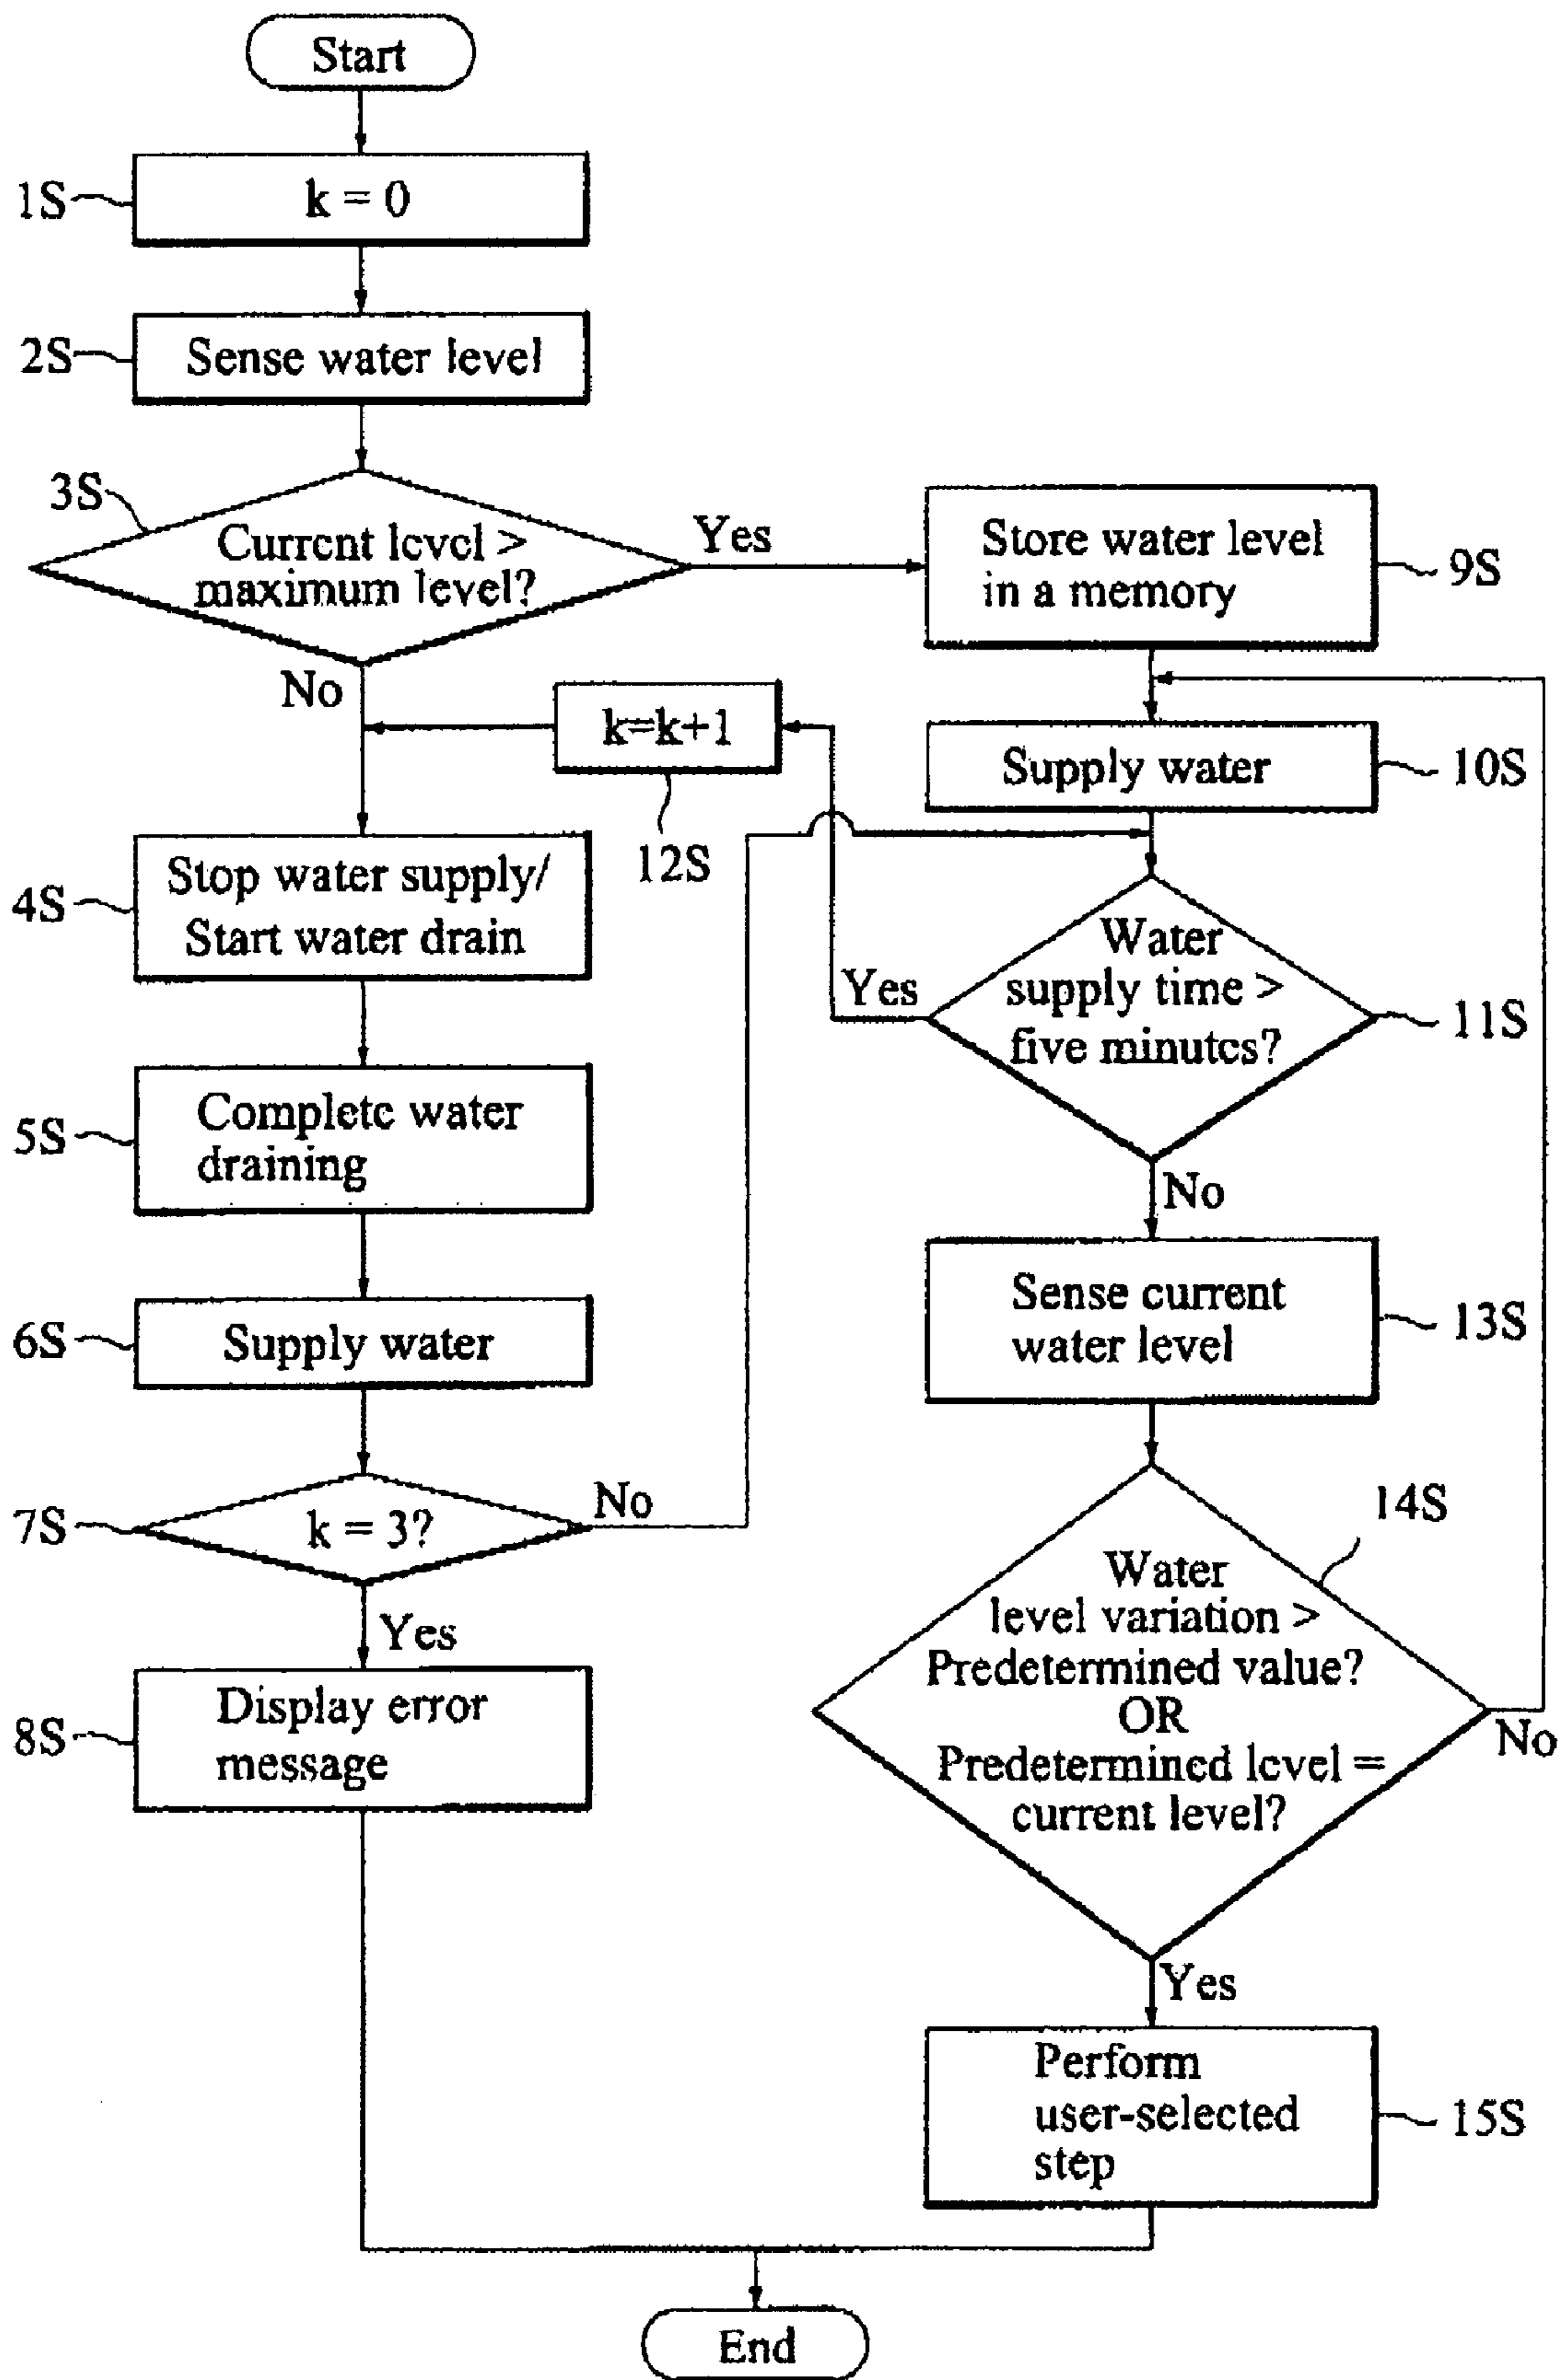 Start
1S
k = 0
2S
Sense water level
3S
Current level >
maximum level?
Yes
No
Store water level
in a memory
9S
k=k+1
12S
Supply water
10S
4S
Stop water supply/
Start water drain
Water
supply time >
five minutes?
11S
Yes
No
5S
Complete water
draining
6S
Supply water
Sense current
water level
13S
7S
k = 3?
No
Yes
14S
Water
level variation >
Predetermined value?
OR
Predetermined level =
current level?
No
Yes
8S
Display error
message
Perform
user-selected
step
15S
End